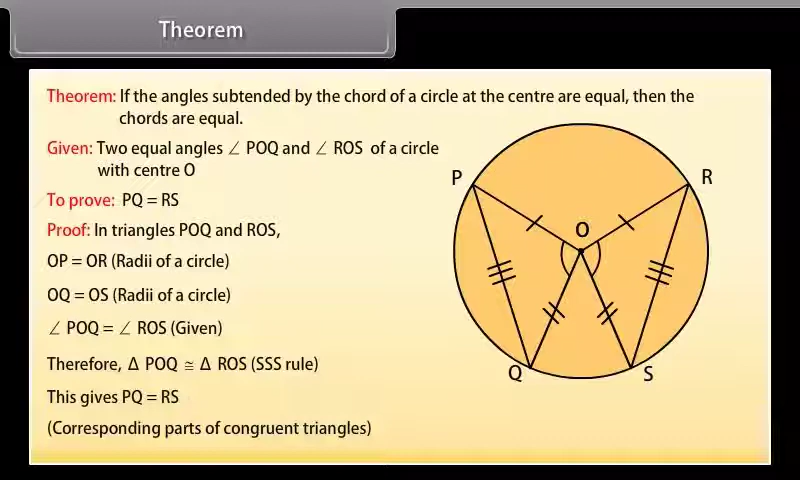 Theorem
Theorem: If the angles subtended by the chord of a circle at the centre are equal, then the
chords are equal.
Given: Two equal angles ∠ POQ and ∠ ROS of a circle
with centre O
To prove: PQ = RS
Proof: In triangles POQ and ROS,
OP = OR (Radii of a circle)
OQ = OS (Radii of a circle)
∠ POQ = ∠ ROS (Given)
Therefore, Δ POQ ≅ Δ ROS (SSS rule)
This gives PQ = RS
(Corresponding parts of congruent triangles)
P
R
O
Q
S